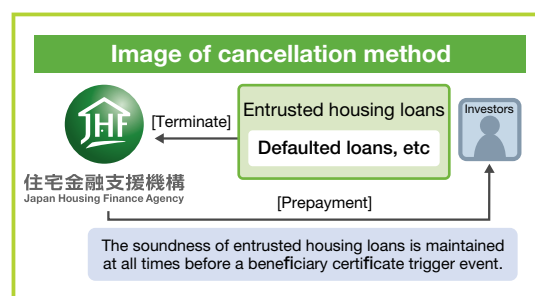 Image of cancellation method
JHF
住宅金融支援機構
Japan Housing Finance Agency
[Terminate]
Entrusted housing loans
Defaulted loans, etc
Investors
[Prepayment]
The soundness of entrusted housing loans is maintained
at all times before a beneficiary certificate trigger event.